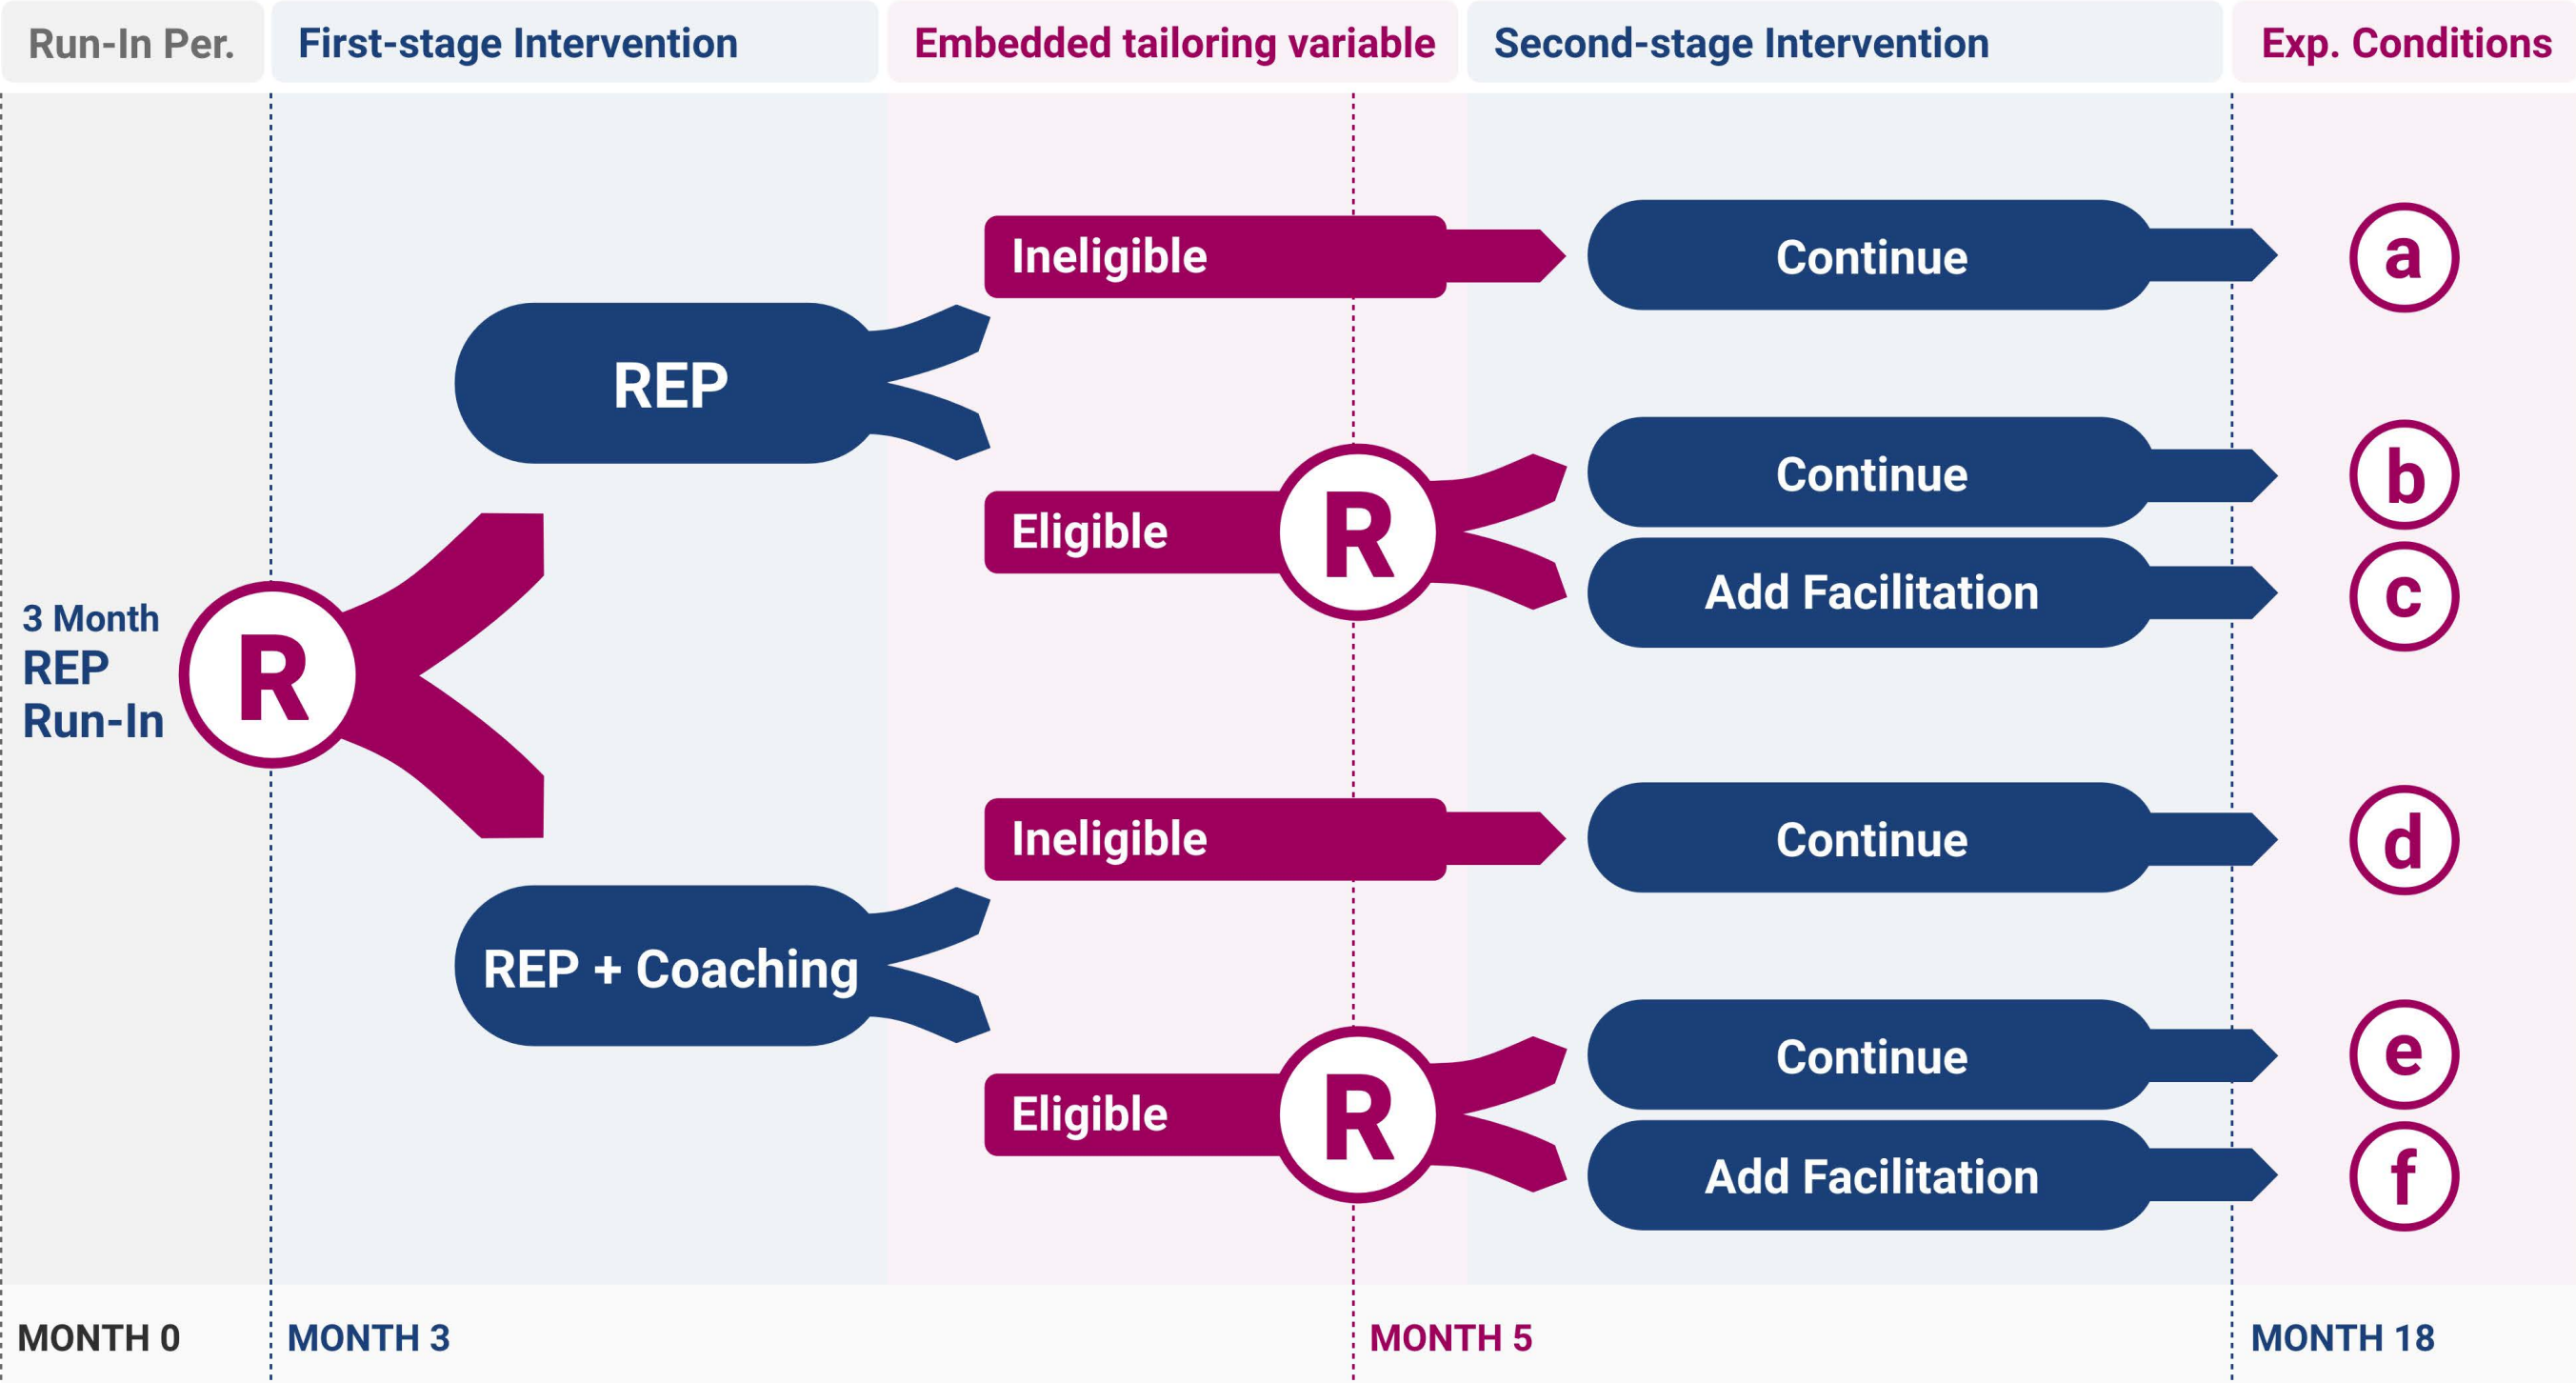 Run-In Per.
First-stage Intervention
Embedded tailoring variable
Second-stage Intervention
Exp. Conditions
3 Month
REP
Run-In
R
REP
Ineligible
Continue
a
Eligible
R
Continue
b
Add Facilitation
c
REP + Coaching
Ineligible
Continue
d
Eligible
R
Continue
e
Add Facilitation
f
MONTH 0
MONTH 3
MONTH 5
MONTH 18